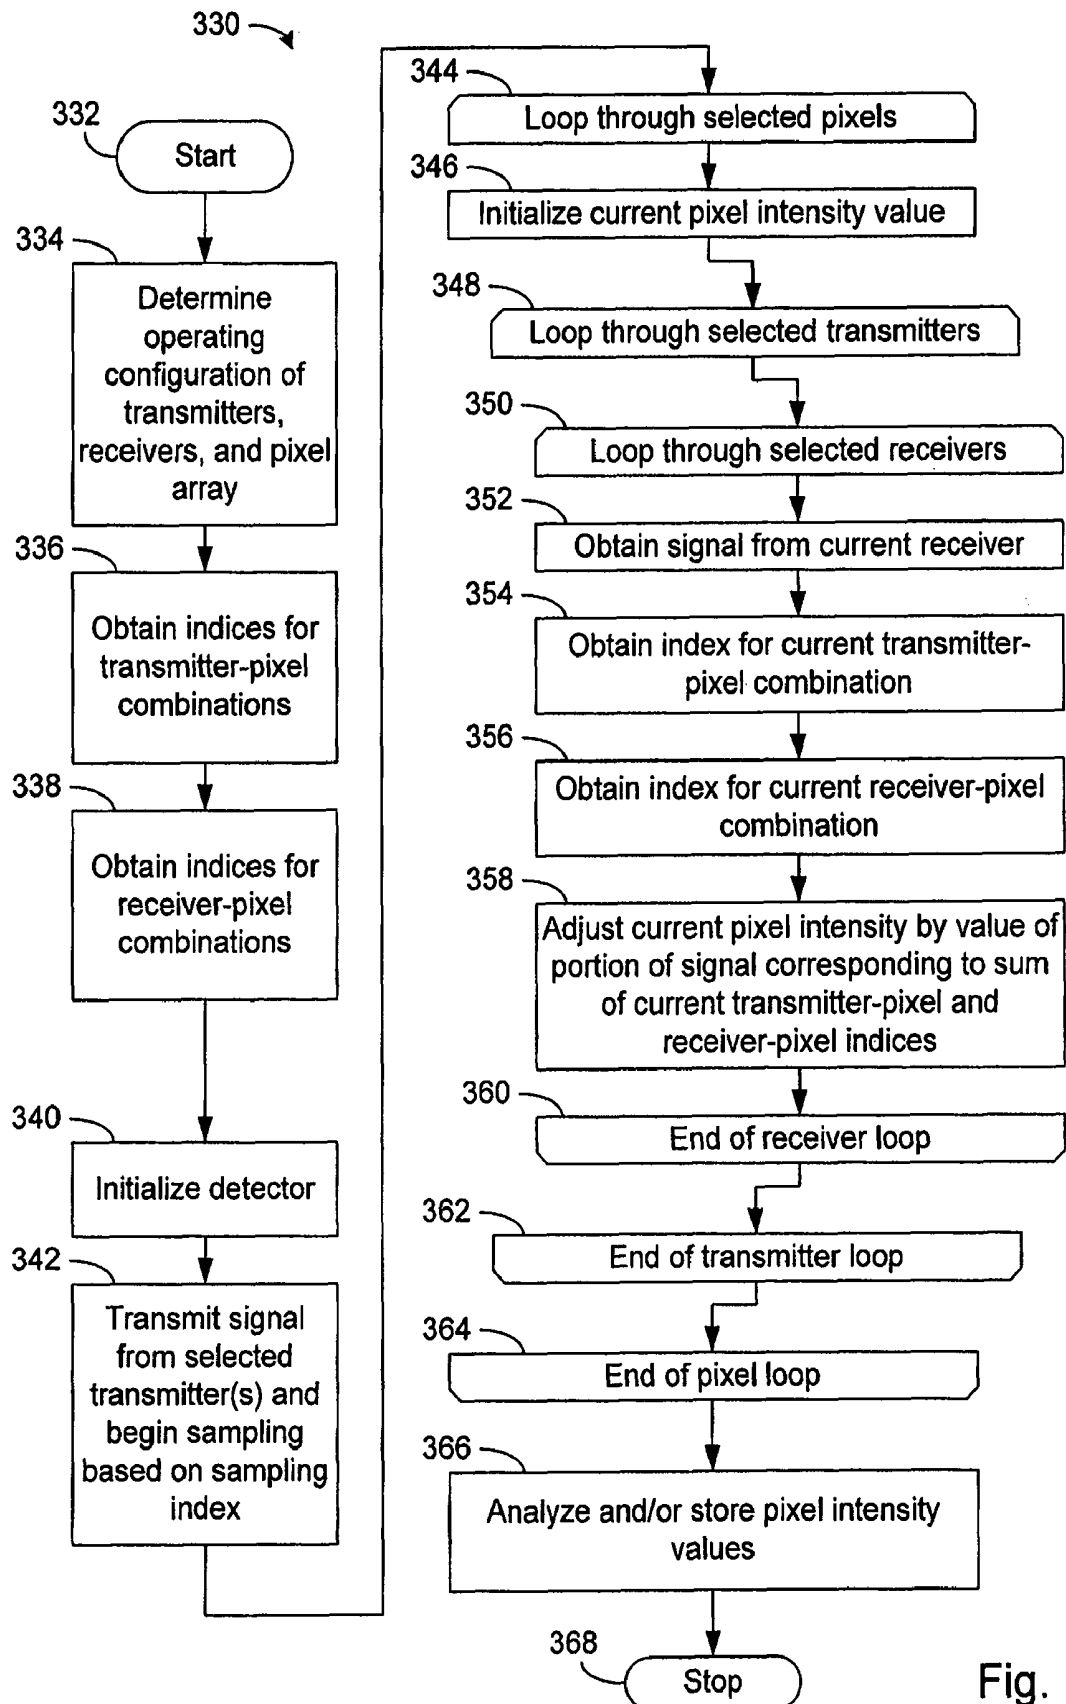 330
332
Start
334
Determine
operating
configuration of
transmitters,
receivers, and pixel
array
336
Obtain indices for
transmitter-pixel
combinations
338
Obtain indices for
receiver-pixel
combinations
340
Initialize detector
342
Transmit signal
from selected
transmitter(s) and
begin sampling
based on sampling
index
344
Loop through selected pixels
346
Initialize current pixel intensity value
348
Loop through selected transmitters
350
Loop through selected receivers
352
Obtain signal from current receiver
354
Obtain index for current transmitter-
pixel combination
356
Obtain index for current receiver-pixel
combination
358
Adjust current pixel intensity by value of
portion of signal corresponding to sum
of current transmitter-pixel and
receiver-pixel indices
360
End of receiver loop
362
End of transmitter loop
364
End of pixel loop
366
Analyze and/or store pixel intensity
values
368
Stop
Fig.